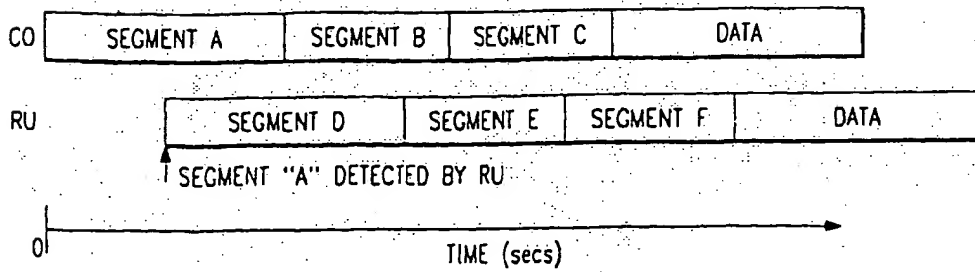 CO SEGMENT A SEGMENT B SEGMENT C DATA
RU SEGMENT D SEGMENT E SEGMENT F DATA
SEGMENT "A" DETECTED BY RU
0 TIME (secs)